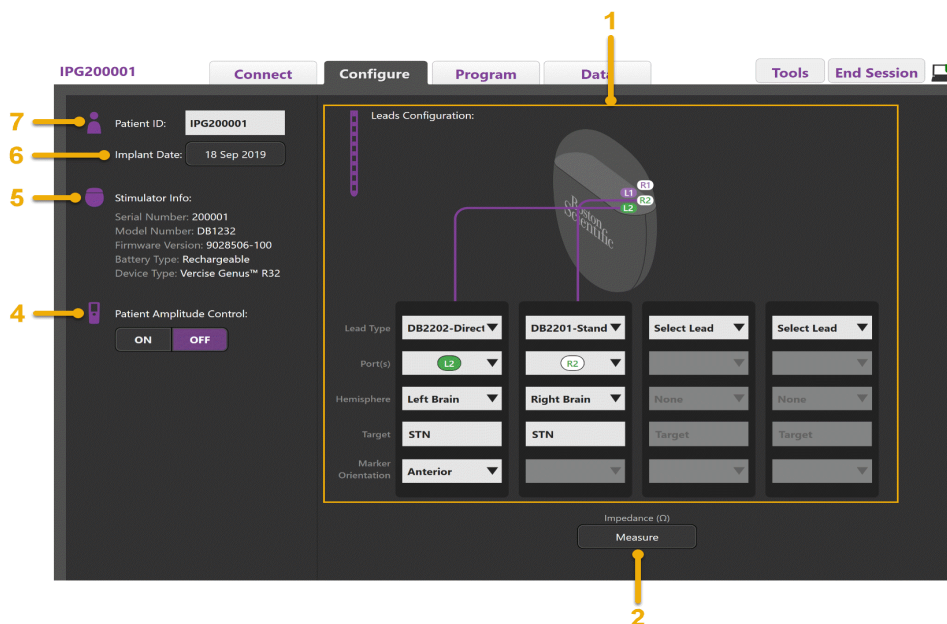 1
IPG200001 Connect Configure Program Data Tools End Session
7 Patient ID: IPG200001
6 Implant Date: 18 Sep 2019
5 Stimulator Info:
Serial Number: 200001
Model Number: DB1232
Firmware Version: 9028506-100
Battery Type: Rechargeable
Device Type: Vercise Genus™ R32
4 Patient Amplitude Control:
ON OFF
Leads Configuration:
L1 R1
L2 R2
Boston
Scientific
Lead Type DB2202-Direct DB2201-Stand Select Lead Select Lead
Port(s) L2 R2
Hemisphere Left Brain Right Brain None None
Target STN STN Target Target
Marker
Orientation Anterior
Impedance (Ω)
Measure
2